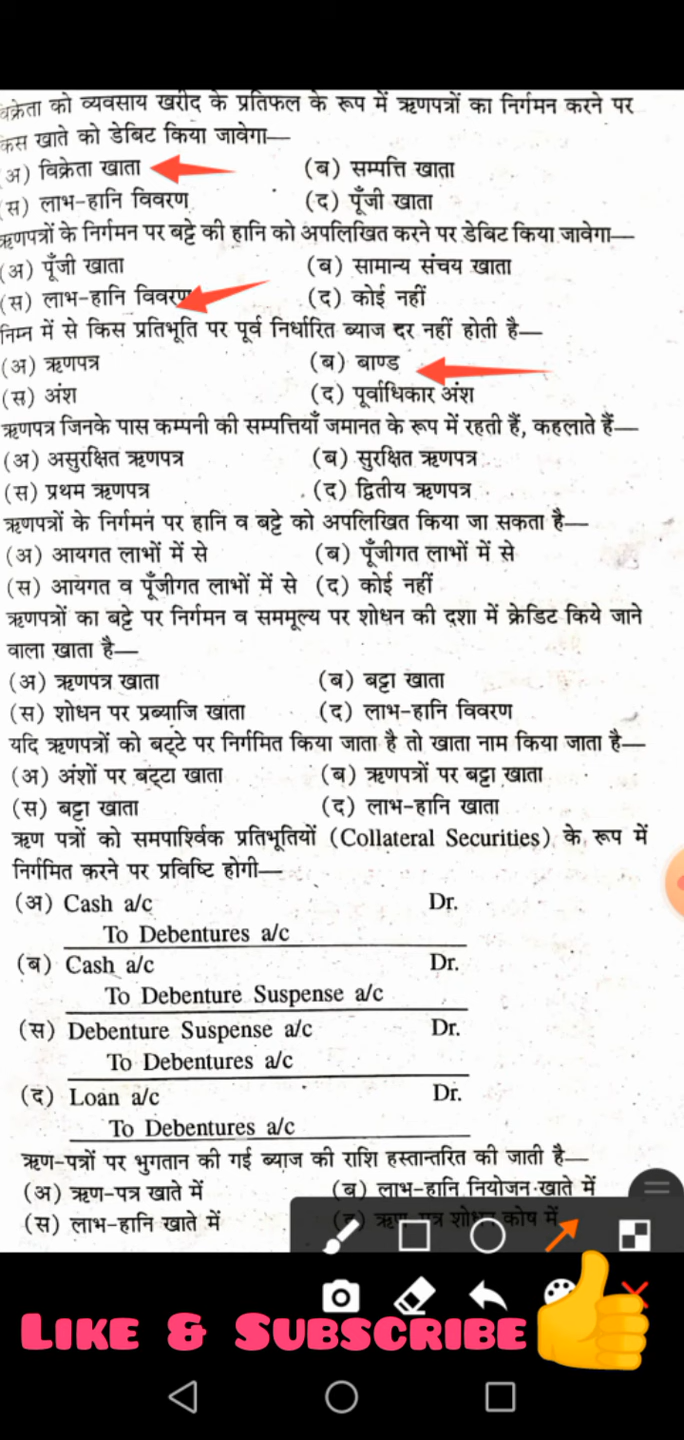 विक्रेता को व्यवसाय खरीद के प्रतिफल के रूप में ऋणपत्रों का निर्गमन करने पर
किस खाते को डेबिट किया जावेगा—
(अ) विक्रेता खाता (ब) सम्पत्ति खाता
(स) लाभ-हानि विवरण (द) पूँजी खाता
ऋणपत्रों के निर्गमन पर बट्टे की हानि को अपलिखित करने पर डेबिट किया जावेगा—
(अ) पूँजी खाता (ब) सामान्य संचय खाता
(स) लाभ-हानि विवरण (द) कोई नहीं
निम्न में से किस प्रतिभूति पर पूर्व निर्धारित ब्याज दर नहीं होती है—
(अ) ऋणपत्र (ब) बाण्ड
(स) अंश (द) पूर्वाधिकार अंश
ऋणपत्र जिनके पास कम्पनी की सम्पत्तियाँ जमानत के रूप में रहती हैं, कहलाते हैं—
(अ) असुरक्षित ऋणपत्र (ब) सुरक्षित ऋणपत्र
(स) प्रथम ऋणपत्र (द) द्वितीय ऋणपत्र
ऋणपत्रों के निर्गमन पर हानि व बट्टे को अपलिखित किया जा सकता है—
(अ) आयगत लाभों में से (ब) पूँजीगत लाभों में से
(स) आयगत व पूँजीगत लाभों में से (द) कोई नहीं
ऋणपत्रों का बट्टे पर निर्गमन व सममूल्य पर शोधन की दशा में क्रेडिट किये जाने
वाला खाता है—
(अ) ऋणपत्र खाता (ब) बट्टा खाता
(स) शोधन पर प्रब्याजि खाता (द) लाभ-हानि विवरण
यदि ऋणपत्रों को बट्टे पर निर्गमित किया जाता है तो खाता नाम किया जाता है—
(अ) अंशों पर बट्टा खाता (ब) ऋणपत्रों पर बट्टा खाता
(स) बट्टा खाता (द) लाभ-हानि खाता
ऋण पत्रों को समपार्श्विक प्रतिभूतियों (Collateral Securities) के रूप में
निर्गमित करने पर प्रविष्टि होगी—
(अ) Cash a/c Dr.
To Debentures a/c
(ब) Cash a/c Dr.
To Debenture Suspense a/c
(स) Debenture Suspense a/c Dr.
To Debentures a/c
(द) Loan a/c Dr.
To Debentures a/c
ऋण-पत्रों पर भुगतान की गई ब्याज की राशि हस्तान्तरित की जाती है—
(अ) ऋण-पत्र खाते में (ब) लाभ-हानि नियोजन खाते में
(स) लाभ-हानि खाते में (द) ऋण-पत्र शोधन कोष में
LIKE & SUBSCRIBE